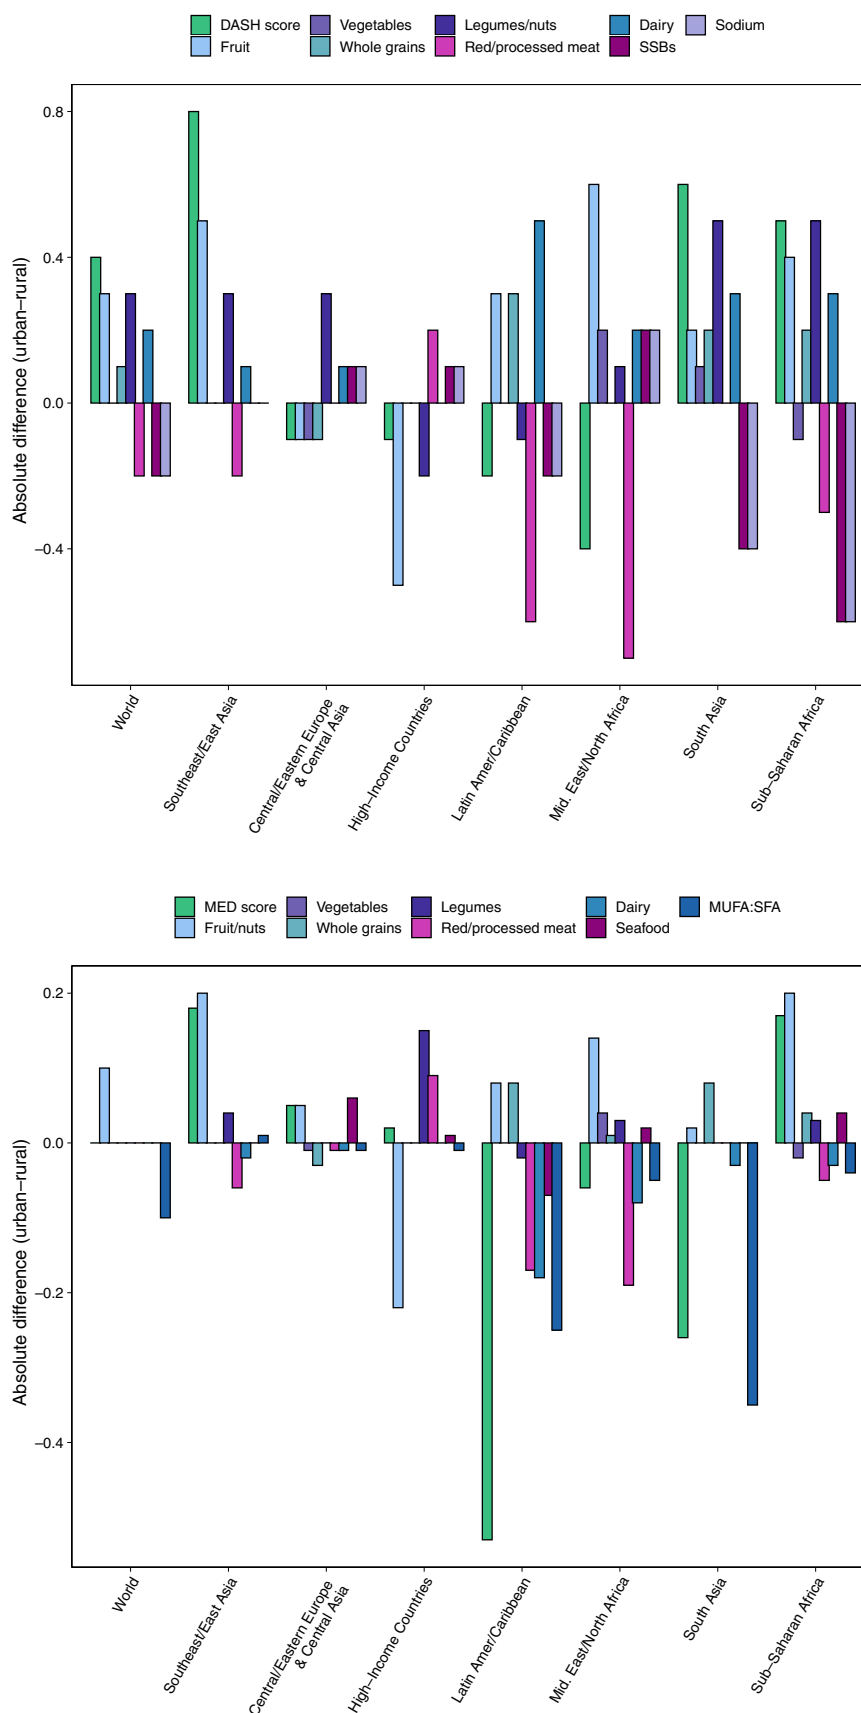 DASH score Vegetables Legumes/nuts Dairy Sodium
Fruit Whole grains Red/processed meat SSBs
Absolute difference (urban–rural)
0.8
0.4
0.0
–0.4
World
Southeast/East Asia
Central/Eastern Europe
& Central Asia
High–Income Countries
Latin Amer/Caribbean
Mid. East/North Africa
South Asia
Sub–Saharan Africa
MED score Vegetables Legumes Dairy MUFA:SFA
Fruit/nuts Whole grains Red/processed meat Seafood
Absolute difference (urban–rural)
0.2
0.0
–0.2
–0.4
World
Southeast/East Asia
Central/Eastern Europe
& Central Asia
High–Income Countries
Latin Amer/Caribbean
Mid. East/North Africa
South Asia
Sub–Saharan Africa